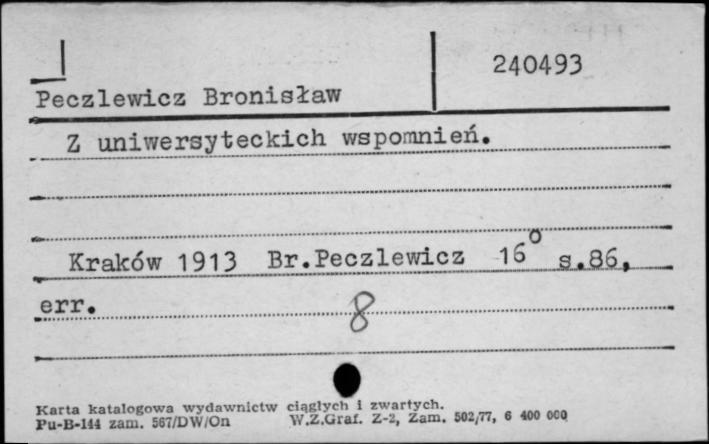 240493
Peczlewicz Bronisław
Z uniwersyteckich wspomnień.
Kraków 1913 Br.Peczlewicz 16° s.86,
err.
8
Karta katalogowa wydawnictw ciągłych i zwartych.
Pu-B-144 zam. 567/DW/On W.Z.Graf. Z-2, Zam. 502/77, 6 400 000